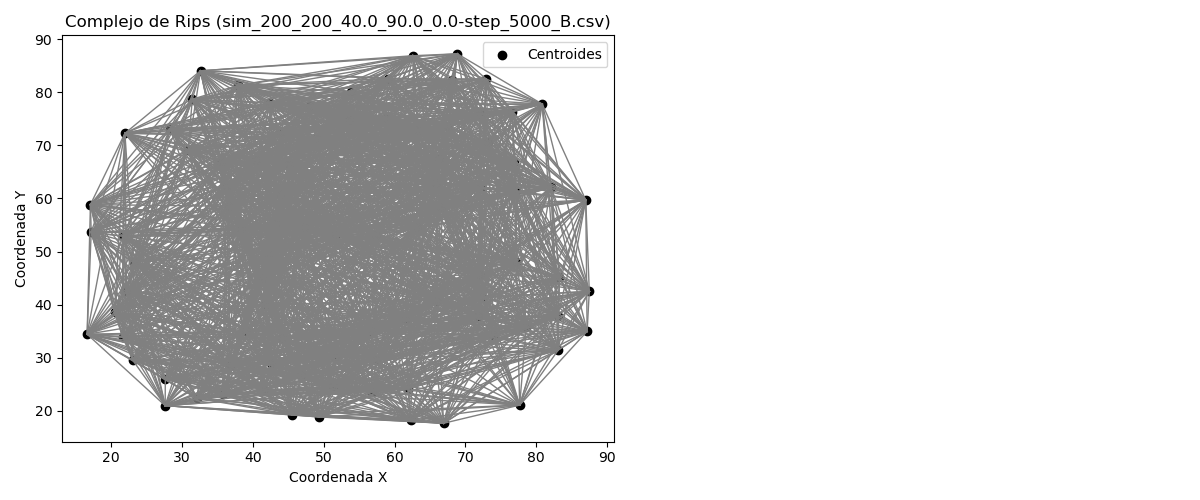 Complejo de Rips (sim_200_200_40.0_90.0_0.0-step_5000_B.csv)
Centroides
90
80
70
60
50
40
30
20
Coordenada Y
20 30 40 50 60 70 80 90
Coordenada X